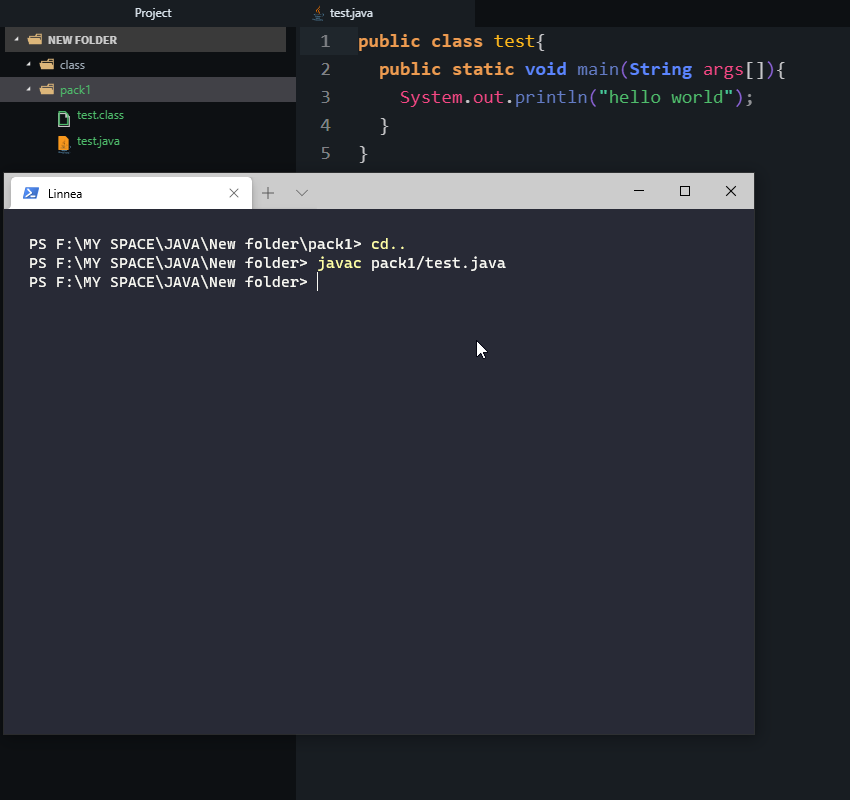 Project
test.java
NEW FOLDER
class
pack1
test.class
test.java
1 public class test{
2 public static void main(String args[]){
3 System.out.println("hello world");
4 }
5 }
Linnea
PS F:\MY SPACE\JAVA\New folder\pack1> cd..
PS F:\MY SPACE\JAVA\New folder> javac pack1/test.java
PS F:\MY SPACE\JAVA\New folder>